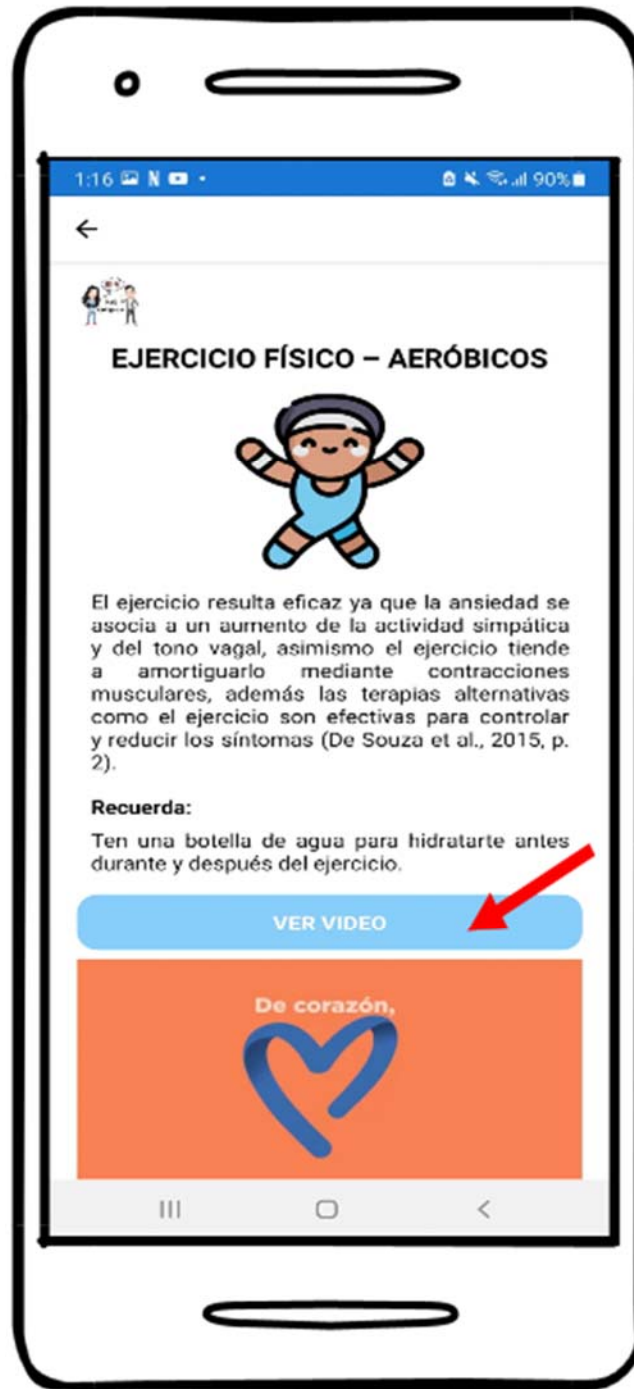 1:16 N 90%
EJERCICIO FÍSICO – AERÓBICOS
El ejercicio resulta eficaz ya que la ansiedad se
asocia a un aumento de la actividad simpática
y del tono vagal, asimismo el ejercicio tiende
a amortiguarlo mediante contracciones
musculares, además las terapias alternativas
como el ejercicio son efectivas para controlar
y reducir los síntomas (De Souza et al., 2015, p.
2).
Recuerda:
Ten una botella de agua para hidratarte antes
durante y después del ejercicio.
VER VIDEO
De corazón,